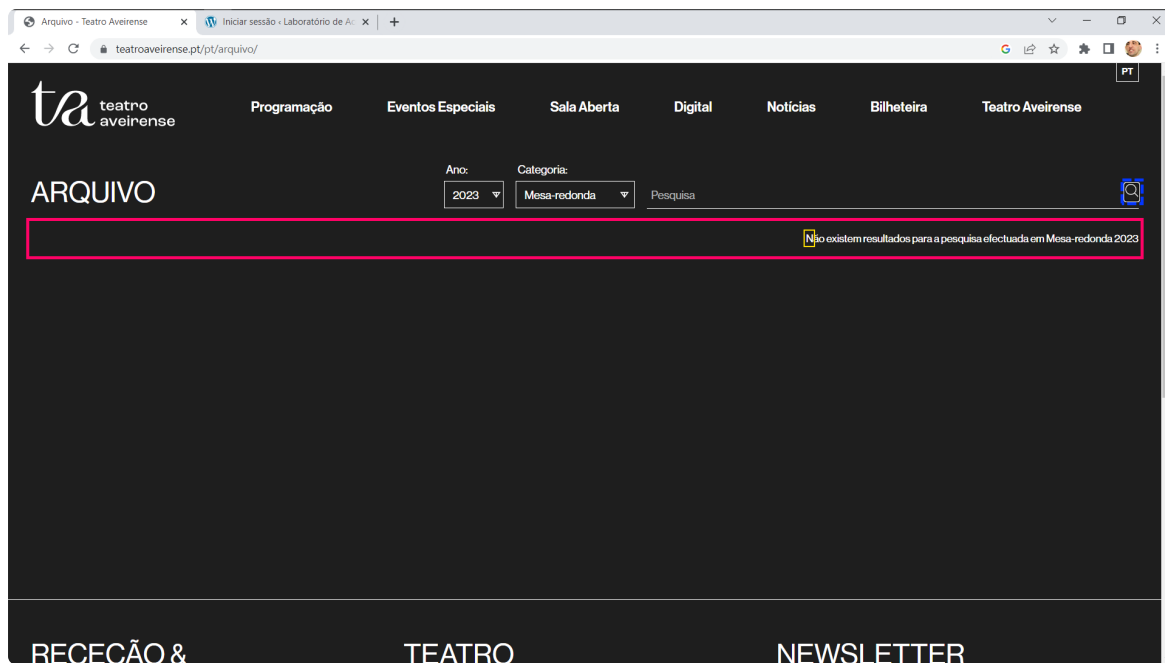 Arquivo - Teatro Aveirense
Iniciar sessão ‹ Laboratório de Ac
teatroaveirense.pt/pt/arquivo/
PT
ta teatro
aveirense
Programação Eventos Especiais Sala Aberta Digital Notícias Bilheteira Teatro Aveirense
Ano: Categoria:
ARQUIVO 2023 Mesa-redonda Pesquisa
Não existem resultados para a pesquisa efectuada em Mesa-redonda 2023
RECEÇÃO & TEATRO NEWSLETTER